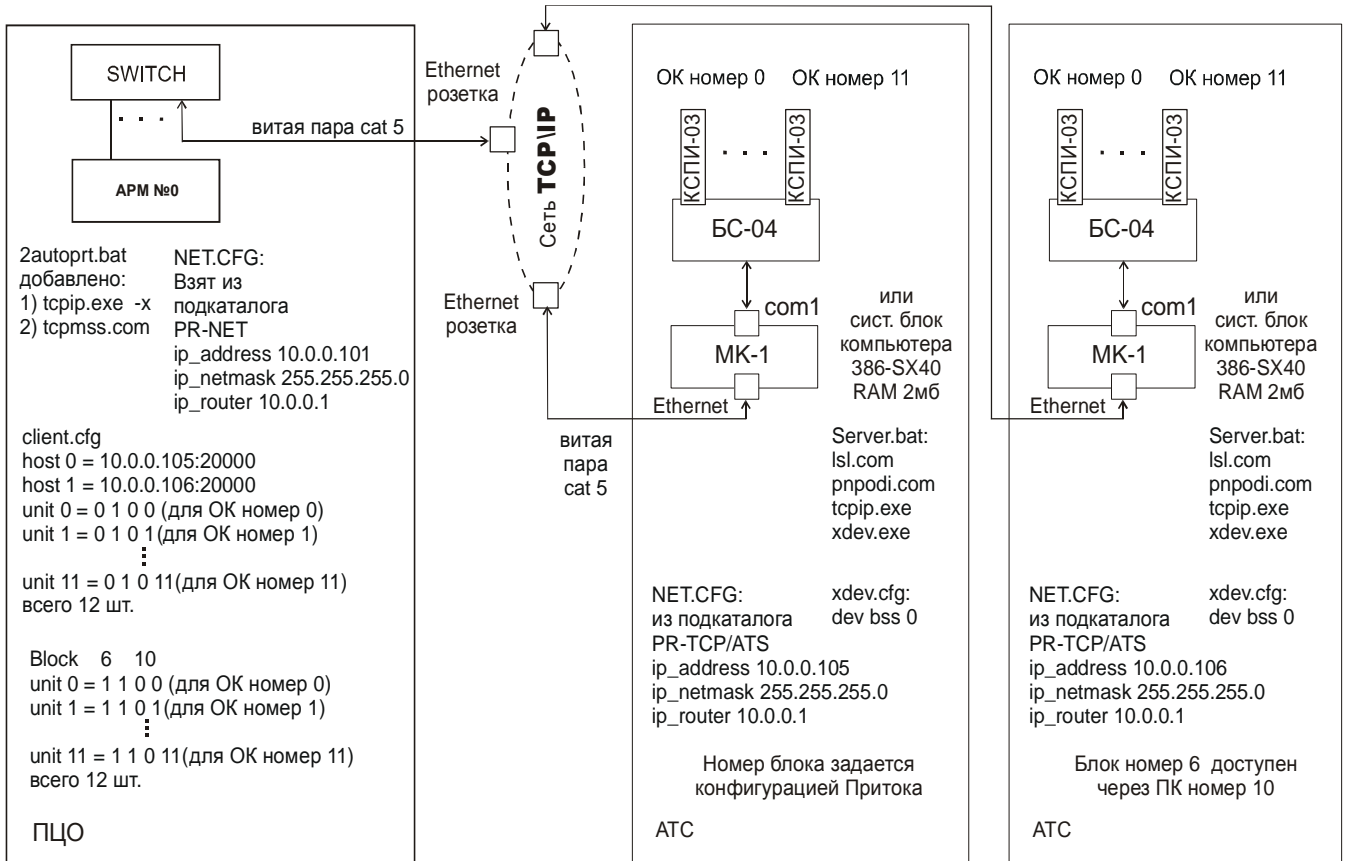 SWITCH
. . .
АРМ №0
витая пара cat 5
2autoprt.bat
добавлено:
1) tcpip.exe -x
2) tcpmss.com
NET.CFG:
Взят из
подкаталога
PR-NET
ip_address 10.0.0.101
ip_netmask 255.255.255.0
ip_router 10.0.0.1
client.cfg
host 0 = 10.0.0.105:20000
host 1 = 10.0.0.106:20000
unit 0 = 0 1 0 0 (для ОК номер 0)
unit 1 = 0 1 0 1(для ОК номер 1)
unit 11 = 0 1 0 11(для ОК номер 11)
всего 12 шт.
Block 6 10
unit 0 = 1 1 0 0 (для ОК номер 0)
unit 1 = 1 1 0 1(для ОК номер 1)
unit 11 = 1 1 0 11(для ОК номер 11)
всего 12 шт.
ПЦО
Ethernet
розетка
Сеть TCP\IP
Ethernet
розетка
витая
пара
cat 5
ОК номер 0 ОК номер 11
КСПИ-03
. . .
КСПИ-03
БС-04
com1
МК-1
Ethernet
или
сист. блок
компьютера
386-SX40
RAM 2мб
Server.bat:
lsl.com
pnpodi.com
tcpip.exe
xdev.exe
NET.CFG:
из подкаталога
PR-TCP/ATS
ip_address 10.0.0.105
ip_netmask 255.255.255.0
ip_router 10.0.0.1
xdev.cfg:
dev bss 0
Номер блока задается
конфигурацией Притока
АТС
ОК номер 0 ОК номер 11
КСПИ-03
. . .
КСПИ-03
БС-04
com1
МК-1
Ethernet
или
сист. блок
компьютера
386-SX40
RAM 2мб
Server.bat:
lsl.com
pnpodi.com
tcpip.exe
xdev.exe
NET.CFG:
из подкаталога
PR-TCP/ATS
ip_address 10.0.0.106
ip_netmask 255.255.255.0
ip_router 10.0.0.1
xdev.cfg:
dev bss 0
Блок номер 6 доступен
через ПК номер 10
АТС